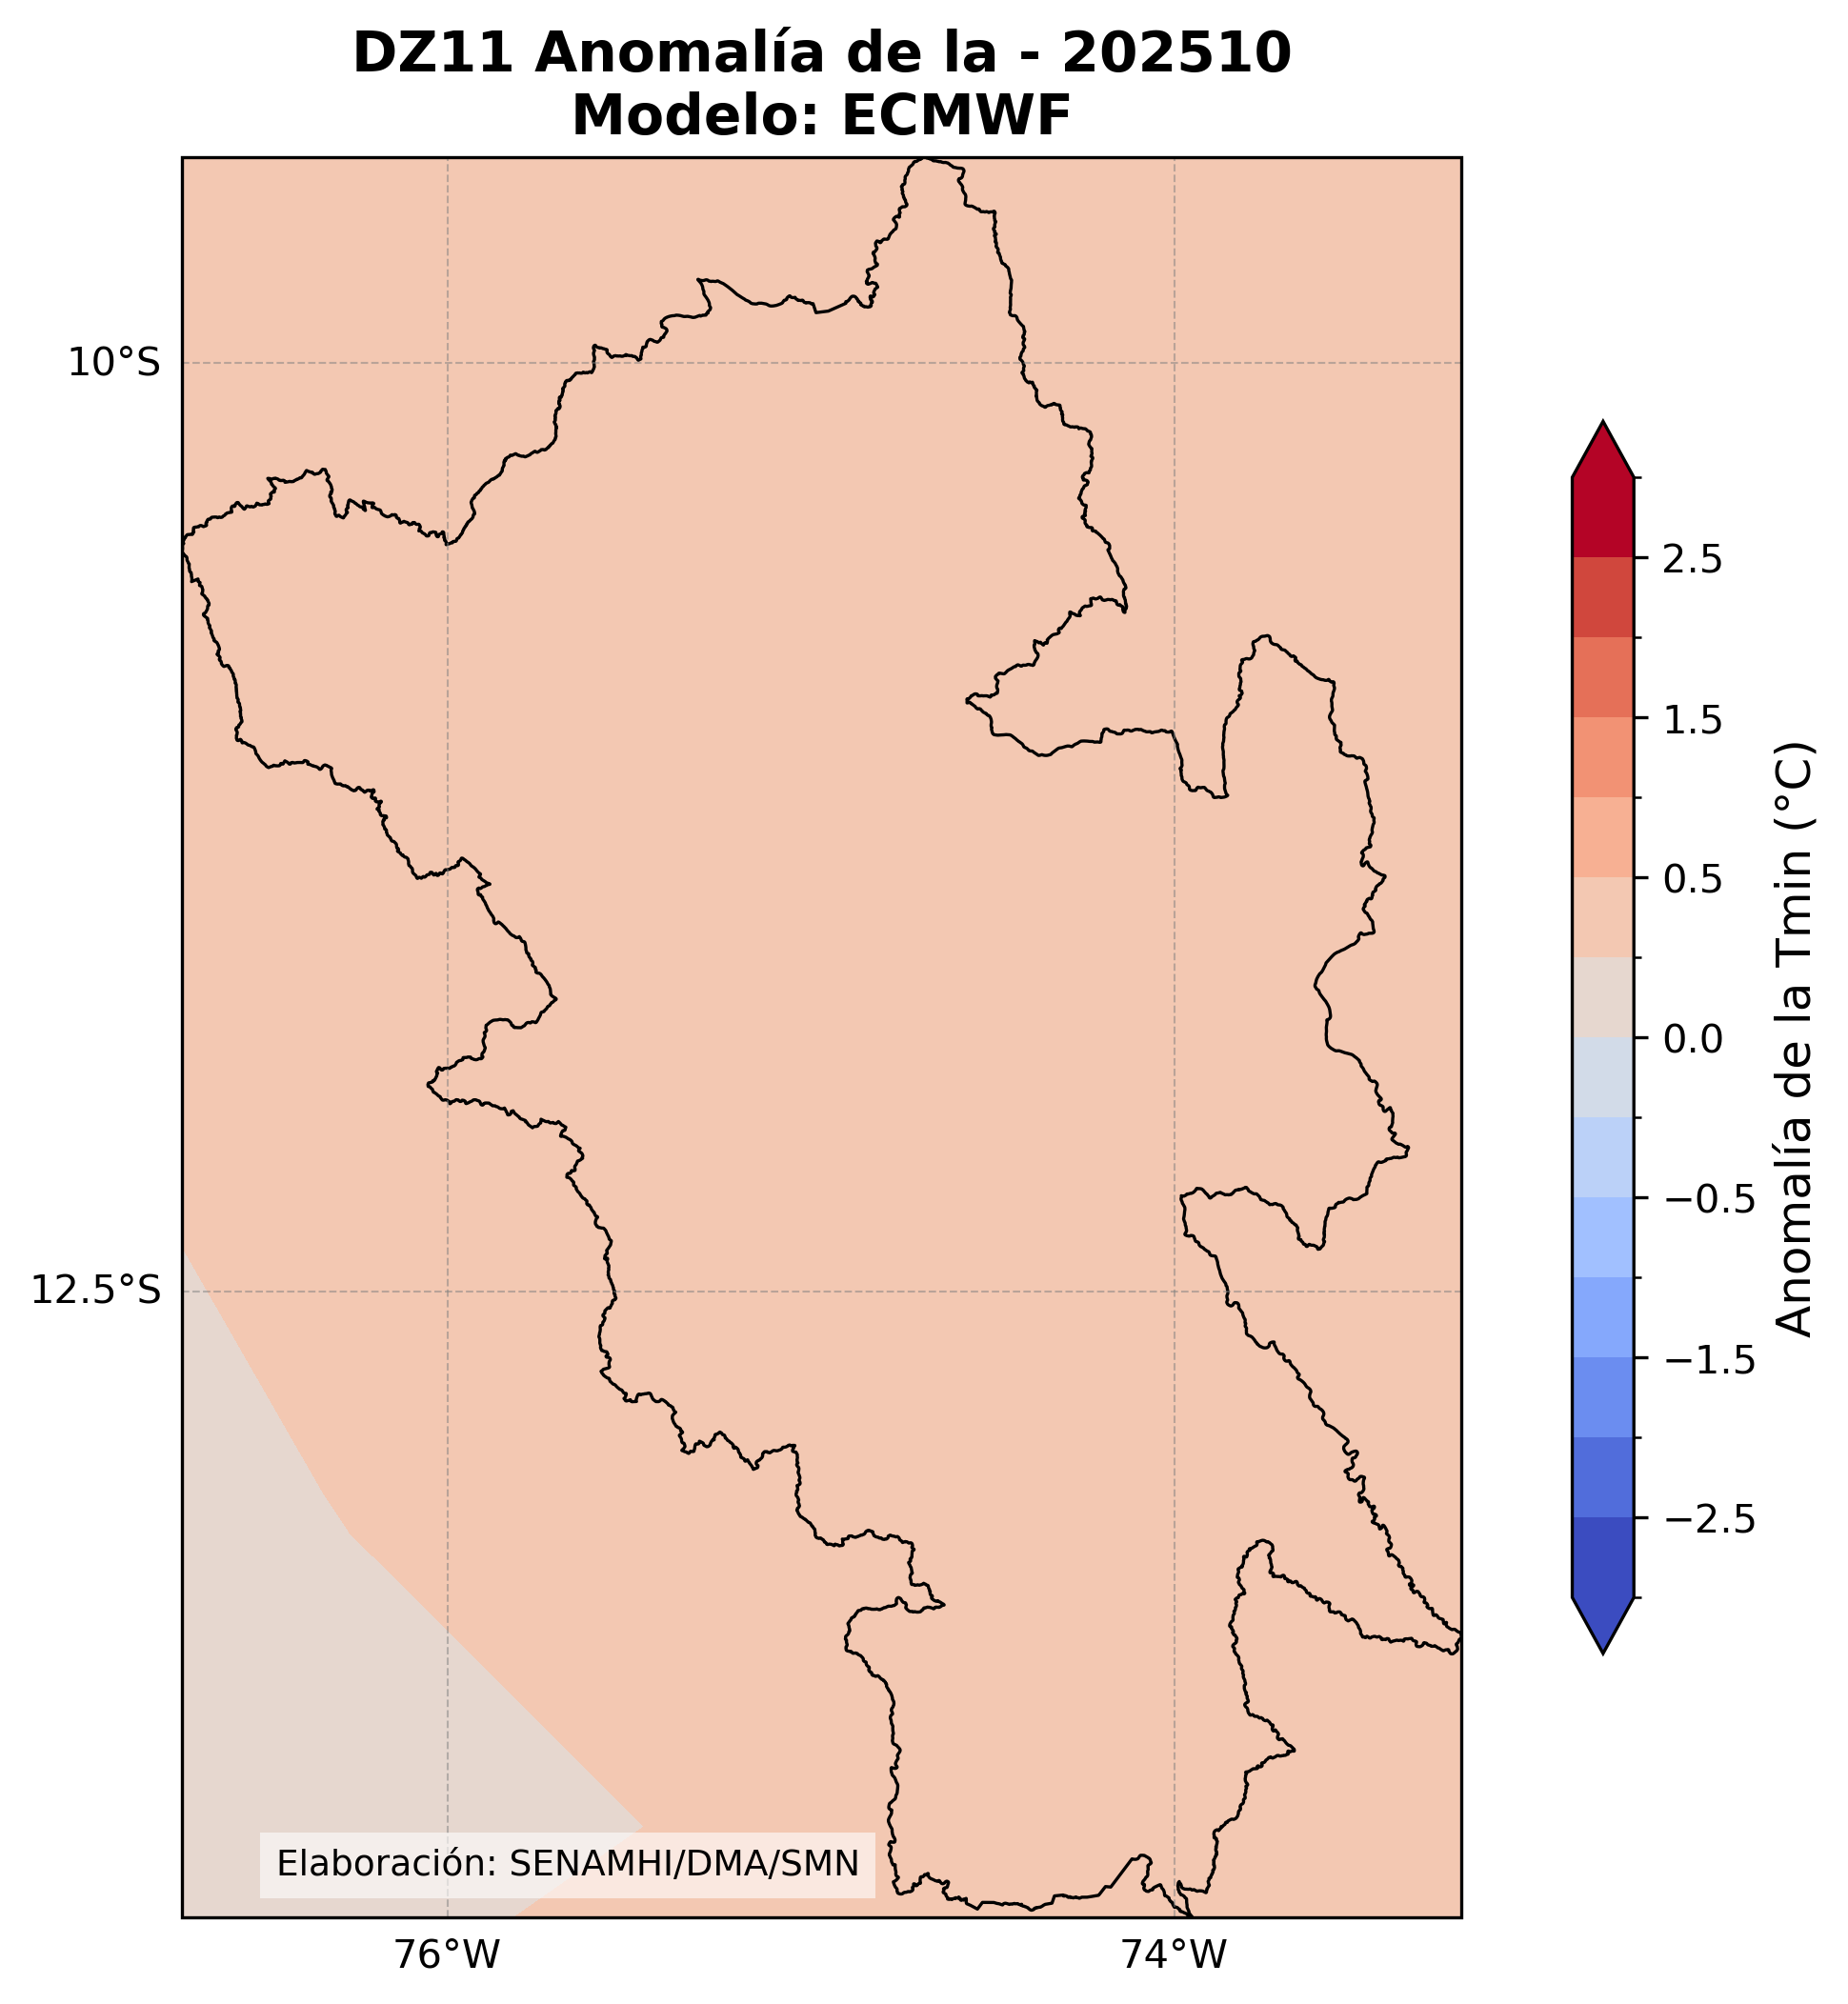 DZ11 Anomalía de la - 202510
Modelo: ECMWF
10°S
12.5°S
76°W
74°W
Elaboración: SENAMHI/DMA/SMN
2.5
1.5
0.5
0.0
−0.5
−1.5
−2.5
Anomalía de la Tmin (°C)